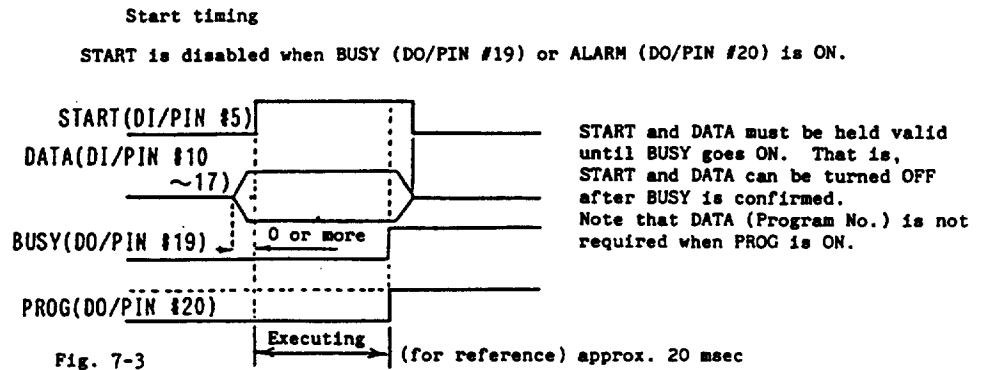 Start timing
START is disabled when BUSY (DO/PIN #19) or ALARM (DO/PIN #20) is ON.
START(DI/PIN #5)
DATA(DI/PIN #10
～17)
BUSY(DO/PIN #19)
0 or more
PROG(DO/PIN #20)
Executing
(for reference) approx. 20 msec
Fig. 7-3
START and DATA must be held valid
until BUSY goes ON. That is,
START and DATA can be turned OFF
after BUSY is confirmed.
Note that DATA (Program No.) is not
required when PROG is ON.